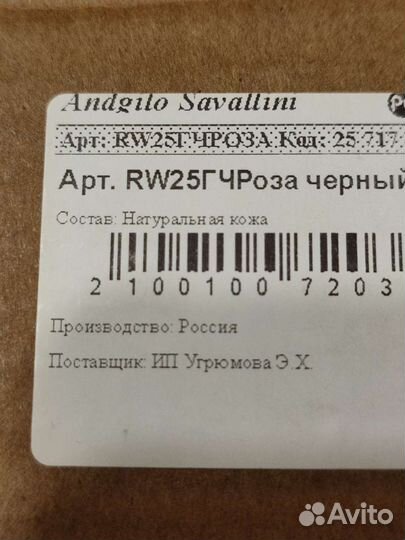 Andgilo Savallini
Арт: RW25ГЧРОЗА Код: 25 717
Арт. RW25ГЧРоза черный
Состав: Натуральная кожа
2 100100 7203
Производство: Россия
Поставщик: ИП Угрюмова Э.Х.
Avito